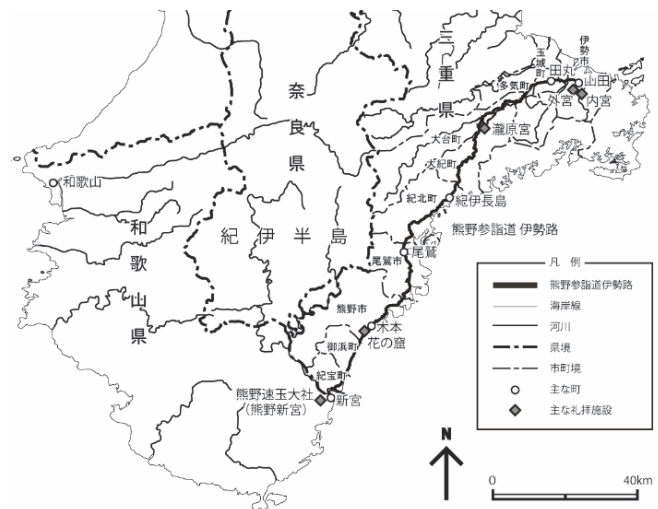 三重県
奈良県
和歌山県
紀伊半島
伊勢市
玉城町
多気町
大台町
大紀町
紀北町
尾鷲市
熊野市
御浜町
紀宝町
田丸
山田
外宮
内宮
瀧原宮
紀伊長島
熊野参詣道 伊勢路
尾鷲
木本
花の窟
新宮
熊野速玉大社
（熊野新宮）
和歌山
凡 例
熊野参詣道伊勢路
海岸線
河川
県境
市町境
主な町
主な礼拝施設
N
0 40km